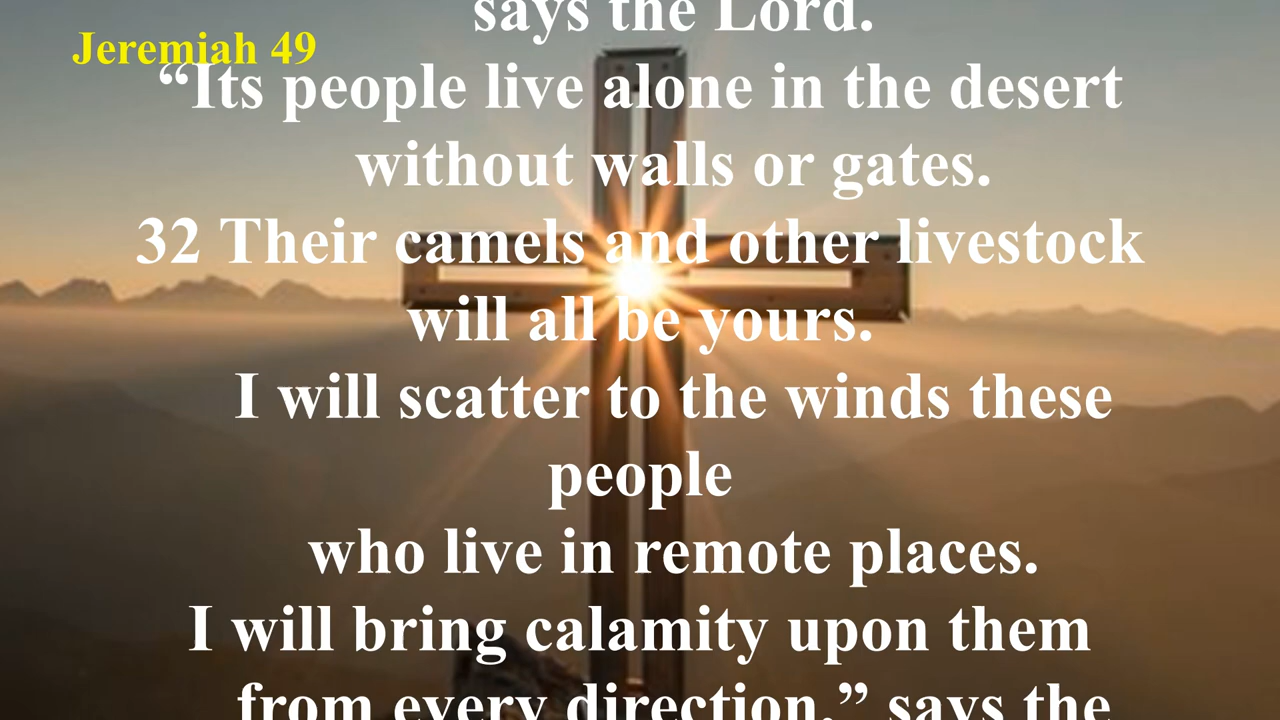 says the Lord.
Jeremiah 49
“Its people live alone in the desert
without walls or gates.
32 Their camels and other livestock
will all be yours.
I will scatter to the winds these
people
who live in remote places.
I will bring calamity upon them
from every direction,” says the